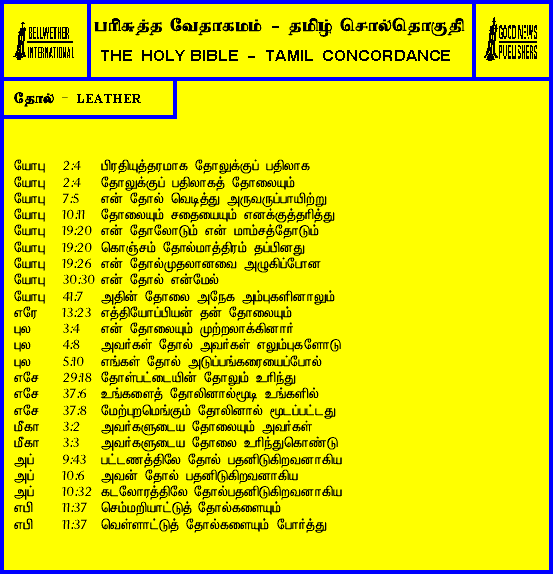 BELLWETHER
INTERNATIONAL
பரிசுத்த வேதாகமம் - தமிழ் சொல்தொகுதி
THE HOLY BIBLE - TAMIL CONCORDANCE
GOOD NEWS
PUBLISHERS
தோல் - LEATHER
யோபு 2:4 பிரதியுத்தரமாக தோலுக்குப் பதிலாக
யோபு 2:4 தோலுக்குப் பதிலாகத் தோலையும்
யோபு 7:5 என் தோல் வெடித்து அருவருப்பாயிற்று
யோபு 10:11 தோலையும் சதையையும் எனக்குத்தரித்து
யோபு 19:20 என் தோலோடும் என் மாம்சத்தோடும்
யோபு 19:20 கொஞ்சம் தோல்மாத்திரம் தப்பினது
யோபு 19:26 என் தோல்முதலானவை அழுகிப்போன
யோபு 30:30 என் தோல் என்மேல்
யோபு 41:7 அதின் தோலை அநேக அம்புகளினாலும்
எரே 13:23 எத்தியோப்பியன் தன் தோலையும்
புல 3:4 என் தோலையும் முற்றலாக்கினார்
புல 4:8 அவர்கள் தோல் அவர்கள் எலும்புகளோடு
புல 5:10 எங்கள் தோல் அடுப்பங்கரையைப்போல்
எசே 29:18 தோள்பட்டையின் தோலும் உரிந்து
எசே 37:6 உங்களைத் தோலினால்மூடி உங்களில்
எசே 37:8 மேற்புறமெங்கும் தோலினால் மூடப்பட்டது
மீகா 3:2 அவர்களுடைய தோலையும் அவர்கள்
மீகா 3:3 அவர்களுடைய தோலை உரிந்துகொண்டு
அப் 9:43 பட்டணத்திலே தோல் பதனிடுகிறவனாகிய
அப் 10:6 அவன் தோல் பதனிடுகிறவனாகிய
அப் 10:32 கடலோரத்திலே தோல்பதனிடுகிறவனாகிய
எபி 11:37 செம்மறியாட்டுத் தோல்களையும்
எபி 11:37 வெள்ளாட்டுத் தோல்களையும் போர்த்து